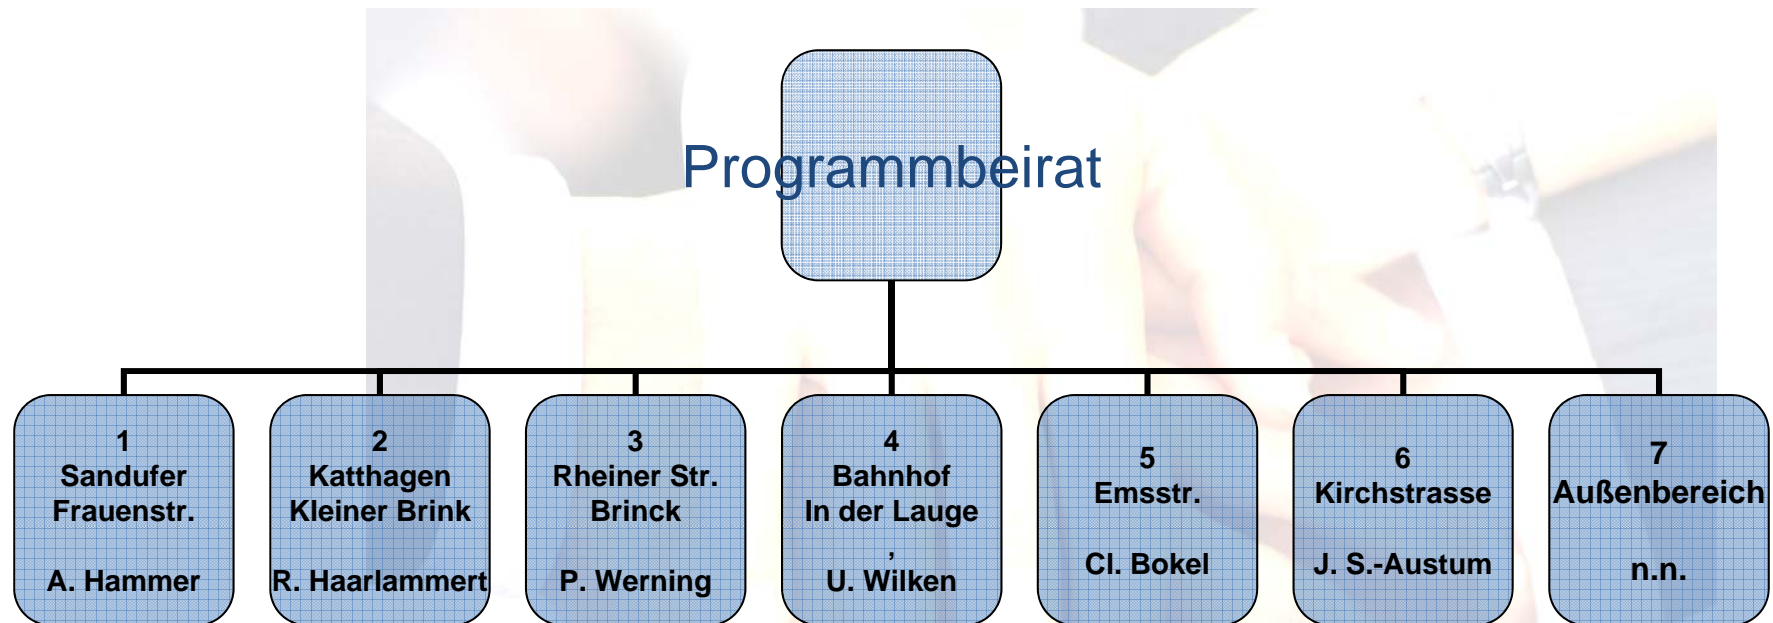 Programmbeirat
1
Sandufer
Frauenstr.
A. Hammer
2
Katthagen
Kleiner Brink
R. Haarlammert
3
Rheiner Str.
Brinck
P. Werning
4
Bahnhof
In der Lauge
,
U. Wilken
5
Emsstr.
Cl. Bokel
6
Kirchstrasse
J. S.-Austum
7
Außenbereich
n.n.